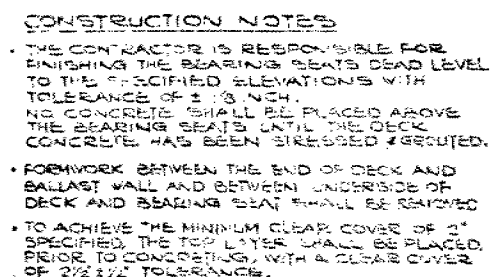 CONSTRUCTION NOTES
• THE CONTRACTOR IS RESPONSIBLE FOR
FINISHING THE BEARING SEATS DEAD LEVEL
TO THE SPECIFIED ELEVATIONS WITH
TOLERANCE OF ± 1/8 INCH.
NO CONCRETE SHALL BE PLACED ABOVE
THE BEARING SEATS UNTIL THE DECK
CONCRETE HAS BEEN STRESSED & GROUTED.
• FORMWORK BETWEEN THE END OF DECK AND
BALLAST WALL AND BETWEEN UNDERSIDE OF
DECK AND BEARING SEAT SHALL BE REMOVED
• TO ACHIEVE THE MINIMUM CLEAR COVER OF 2"
SPECIFIED, THE TOP LAYER SHALL BE PLACED,
PRIOR TO CONCRETING, WITH A CLEAR COVER
OF 2½ ± ½" TOLERANCE.